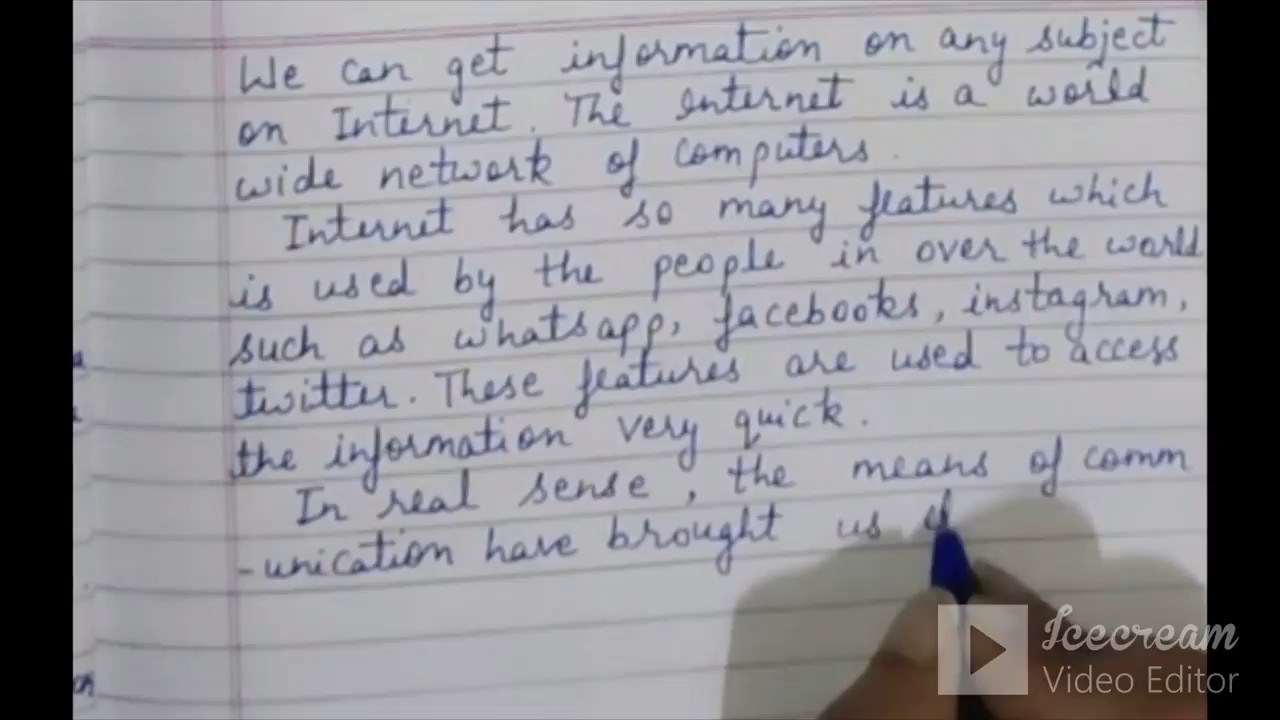 We can get information on any subject
on Internet. The Internet is a world
wide network of computers.
Internet has so many features which
is used by the people in over the world
such as whatsapp, facebooks, instagram,
twitter. These features are used to access
the information very quick.
In real sense, the means of comm
-unication have brought us
Icecream
Video Editor